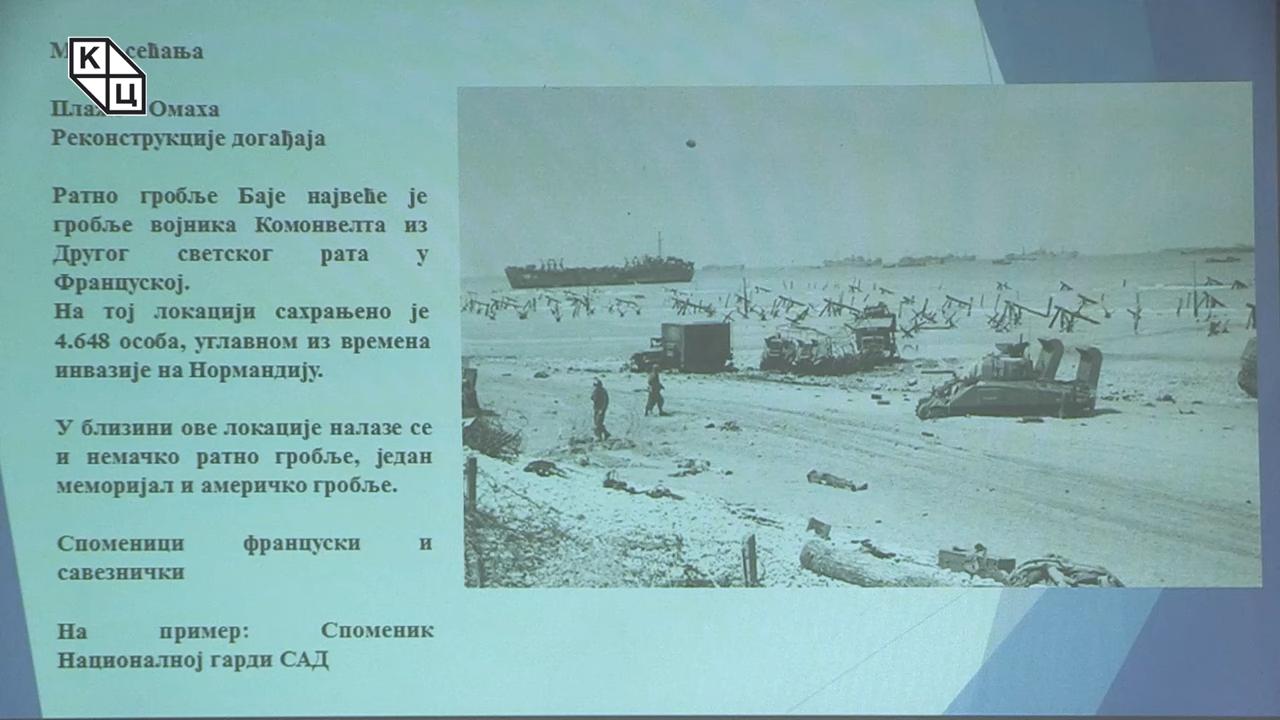 К
Ц
сећања
Омаха
Реконструкције догађаја
Ратно гробље Баје највеће је
гробље војника Комонвелта из
Другог светског рата у
Француској.
На тој локацији сахрањено је
4.648 особа, углавном из времена
инвазије на Нормандију.
У близини ове локације налазе се
и немачко ратно гробље, један
меморијал и америчко гробље.
Споменици француски и
савезнички
На пример: Споменик
Националној гарди САД